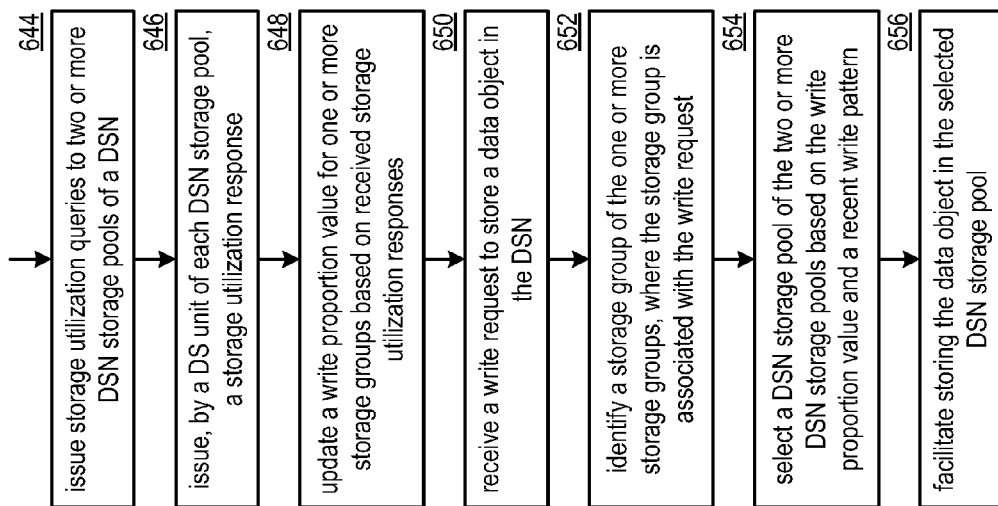 644
issue storage utilization queries to two or more
DSN storage pools of a DSN
646
issue, by a DS unit of each DSN storage pool,
a storage utilization response
648
update a write proportion value for one or more
storage groups based on received storage
utilization responses
650
receive a write request to store a data object in
the DSN
652
identify a storage group of the one or more
storage groups, where the storage group is
associated with the write request
654
select a DSN storage pool of the two or more
DSN storage pools based on the write
proportion value and a recent write pattern
656
facilitate storing the data object in the selected
DSN storage pool